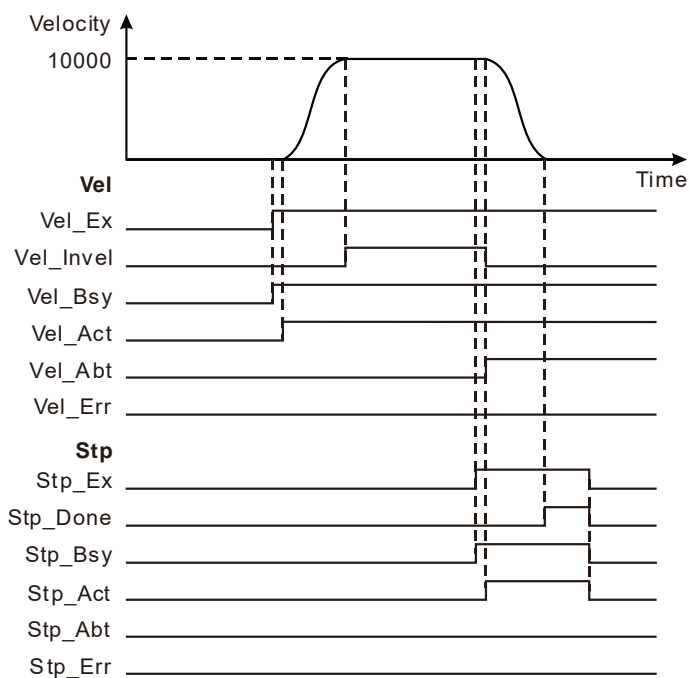 Velocity
10000
Time
Vel
Vel_Ex
Vel_Invel
Vel_Bsy
Vel_Act
Vel_Abt
Vel_Err
Stp
Stp_Ex
Stp_Done
Stp_Bsy
Stp_Act
Stp_Abt
Stp_Err